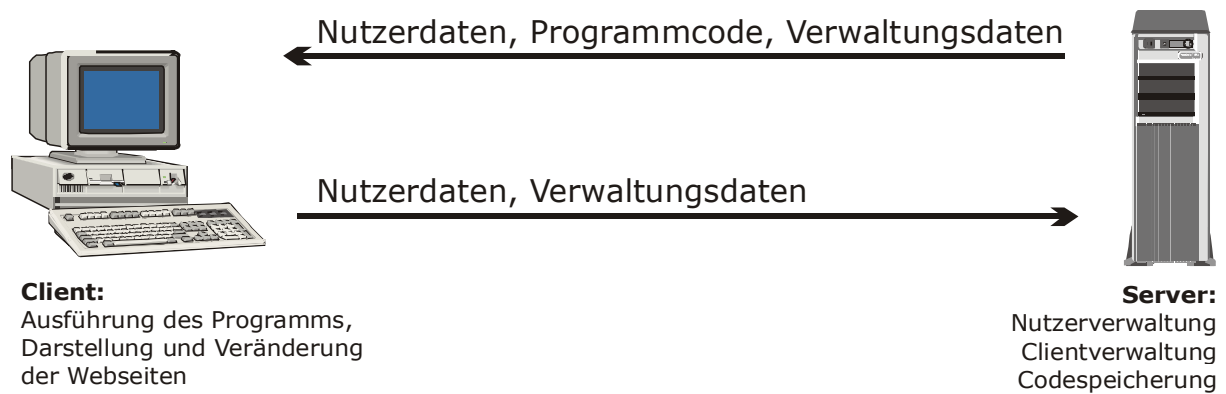 Nutzerdaten, Programmcode, Verwaltungsdaten
Nutzerdaten, Verwaltungsdaten
Client:
Ausführung des Programms,
Darstellung und Veränderung
der Webseiten
Server:
Nutzerverwaltung
Clientverwaltung
Codespeicherung